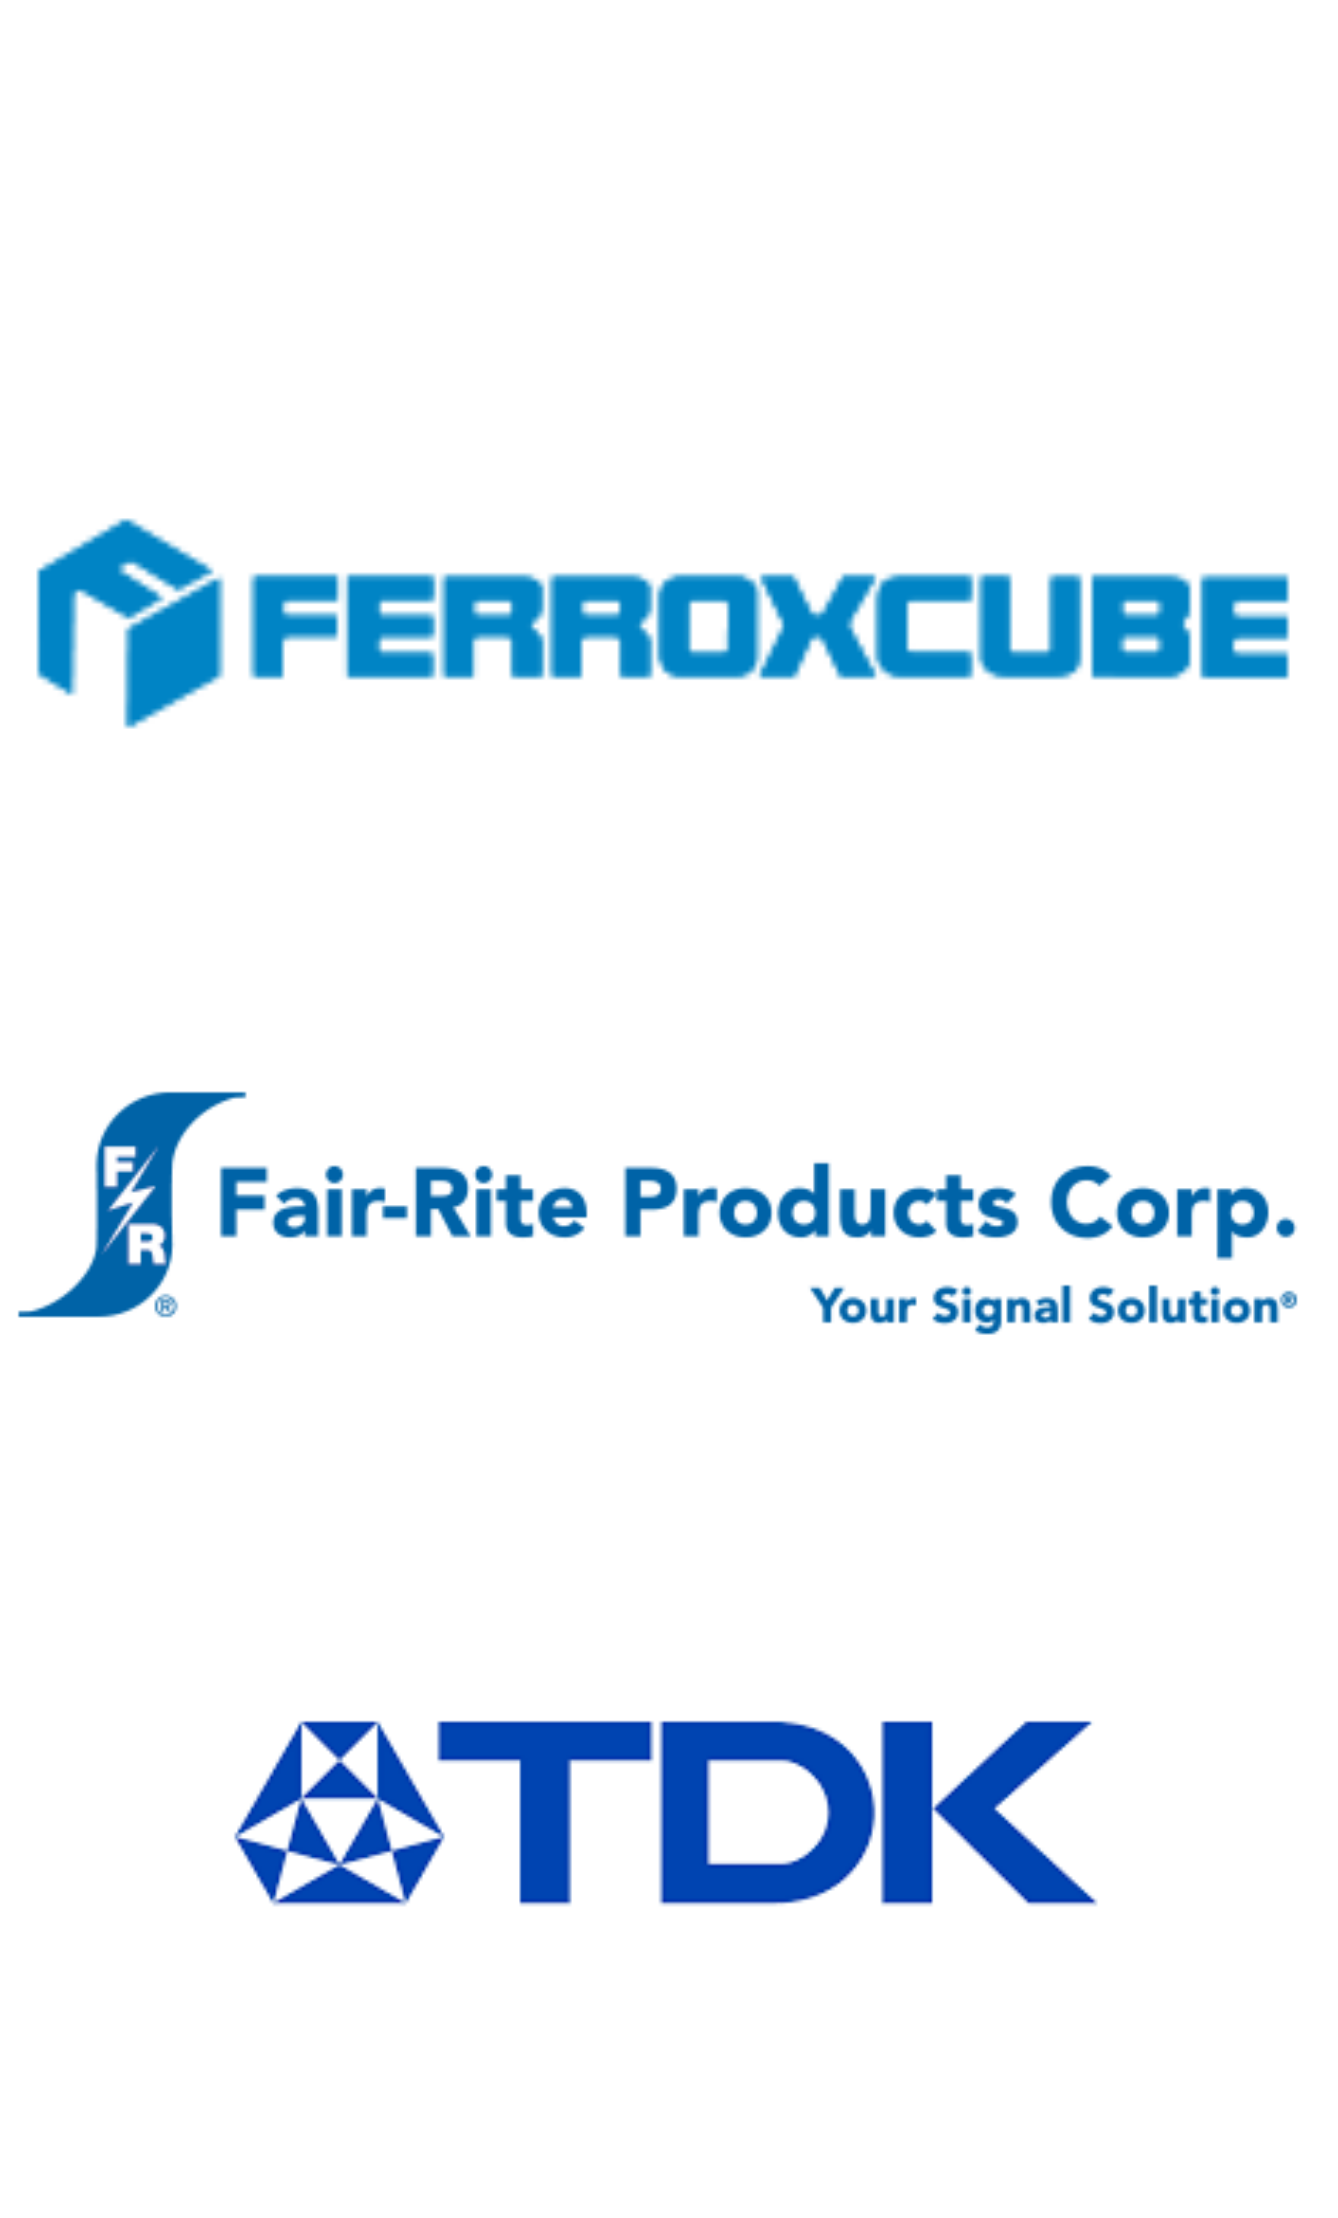 FERROXCUBE
F
R
®
Fair-Rite Products Corp.
Your Signal Solution®
TDK